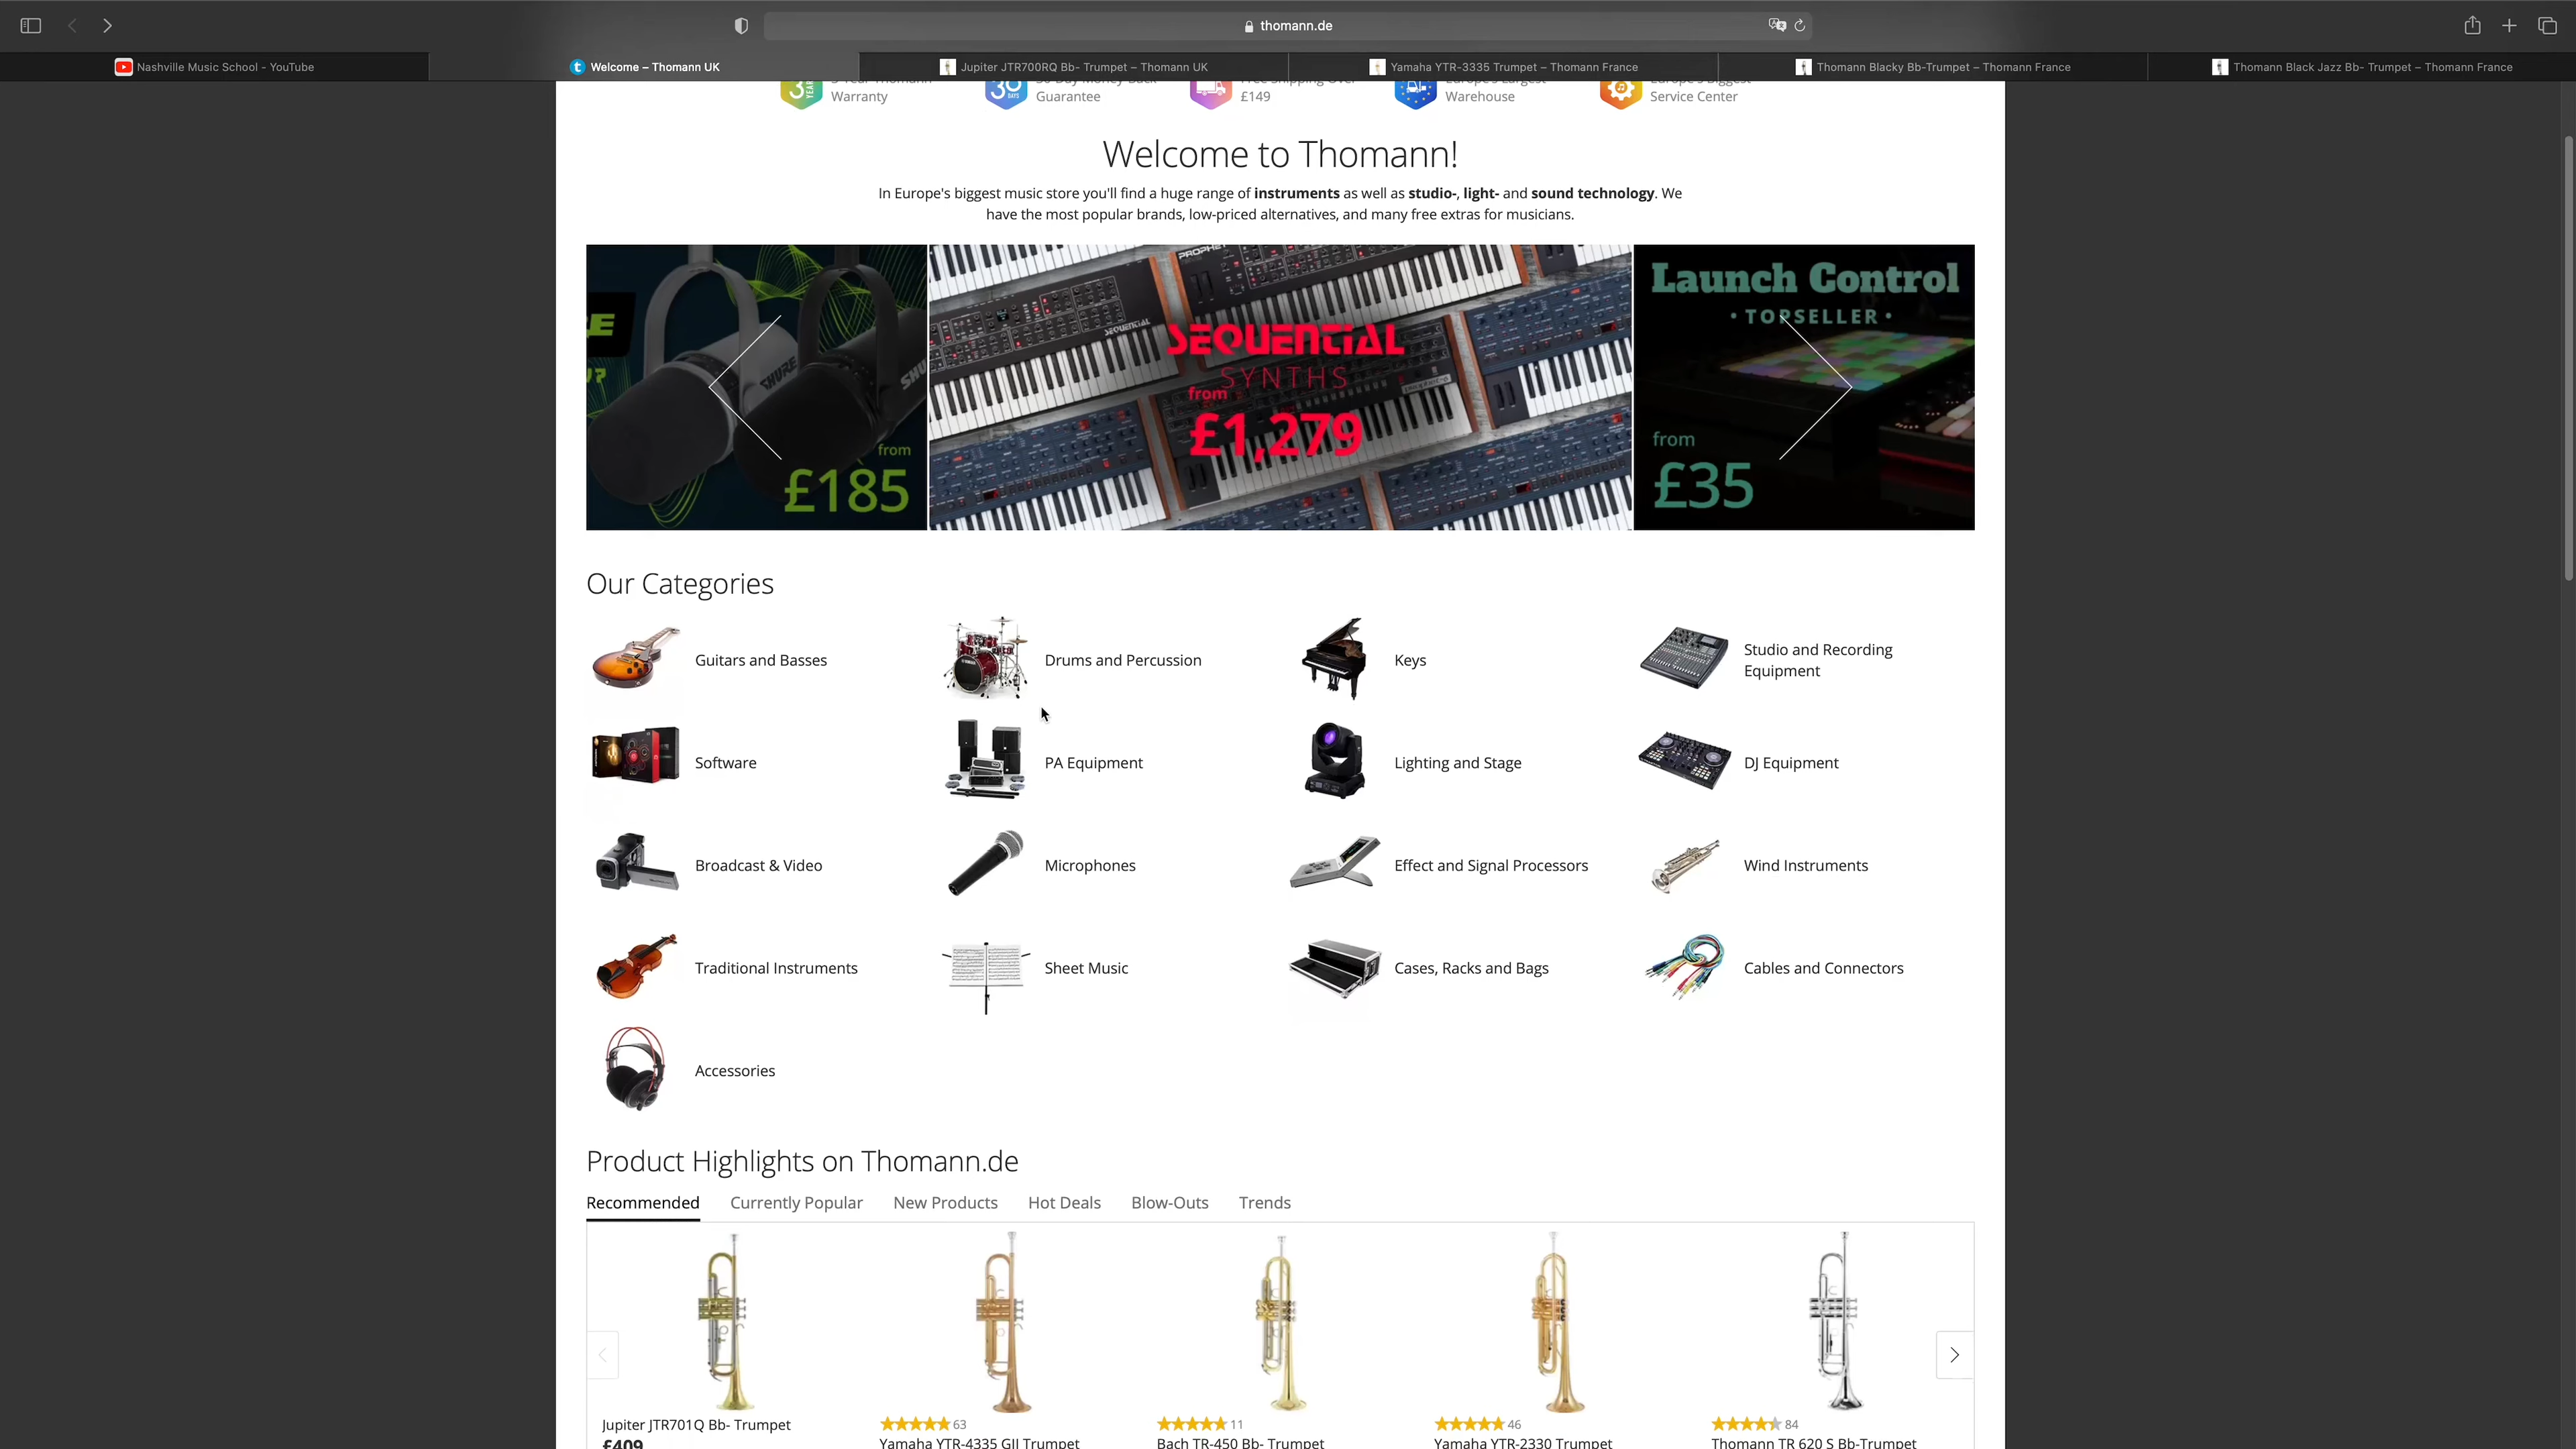 thomann.de
Nashville Music School - YouTube
Welcome – Thomann UK
Jupiter JTR700RQ Bb- Trumpet – Thomann UK
Yamaha YTR-3335 Trumpet – Thomann France
Thomann Blacky Bb-Trumpet – Thomann France
Thomann Black Jazz Bb- Trumpet – Thomann France
Warranty
Guarantee
£149
Warehouse
Service Center
Welcome to Thomann!
In Europe's biggest music store you'll find a huge range of instruments as well as studio-, light- and sound technology. We
have the most popular brands, low-priced alternatives, and many free extras for musicians.
SHURE
from
£185
SEQUENTIAL
SYNTHS
from
£1,279
Launch Control
• TOPSELLER •
from
£35
Our Categories
Guitars and Basses
Drums and Percussion
Keys
Studio and Recording
Equipment
Software
PA Equipment
Lighting and Stage
DJ Equipment
Broadcast & Video
Microphones
Effect and Signal Processors
Wind Instruments
Traditional Instruments
Sheet Music
Cases, Racks and Bags
Cables and Connectors
Accessories
Product Highlights on Thomann.de
Recommended
Currently Popular
New Products
Hot Deals
Blow-Outs
Trends
Jupiter JTR701Q Bb- Trumpet
£409
63
Yamaha YTR-4335 GII Trumpet
11
Bach TR-450 Bb- Trumpet
46
Yamaha YTR-2330 Trumpet
84
Thomann TR 620 S Bb-Trumpet